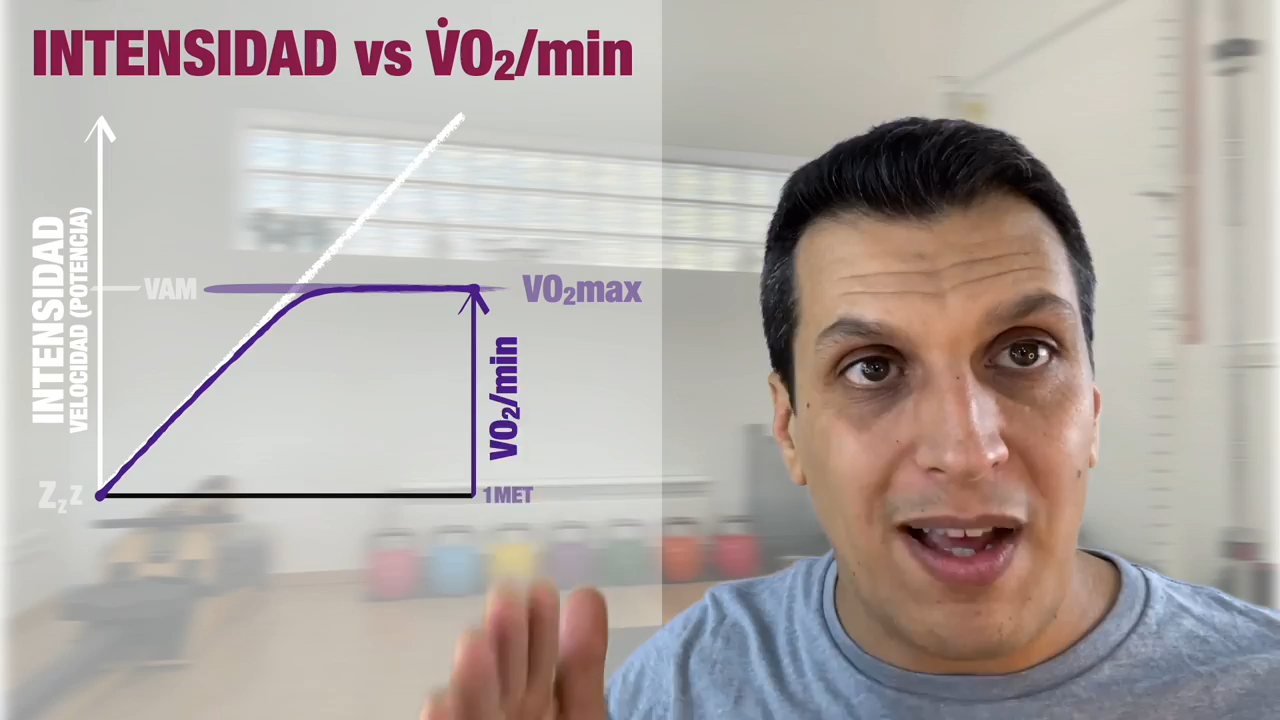 INTENSIDAD vs V̇O₂/min
INTENSIDAD
VELOCIDAD (POTENCIA)
VAM
VO₂max
VO₂/min
ZzZ
1MET